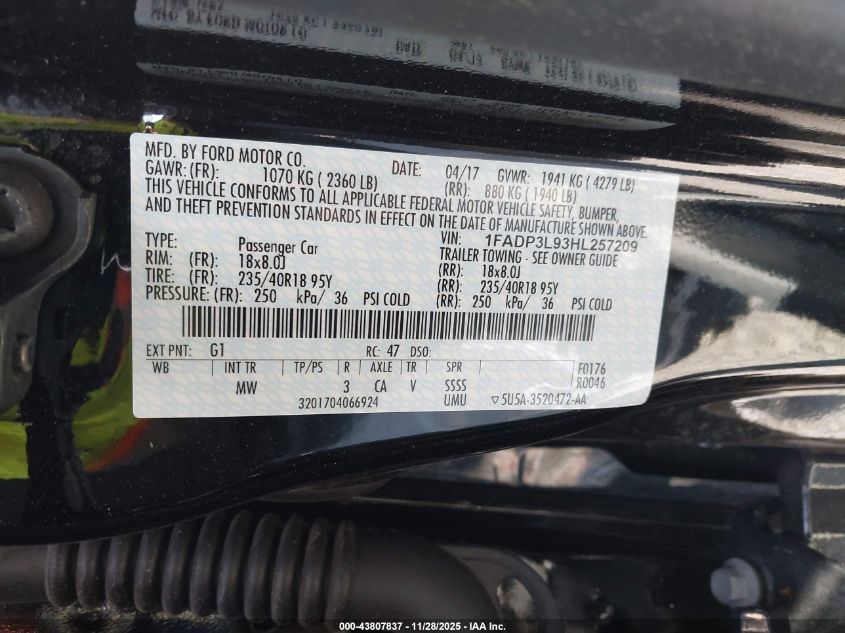 MFD. BY FORD MOTOR CO.
DATE: 04/17 GVWR: 1941 KG ( 4279 LB)
GAWR: (FR): 1070 KG ( 2360 LB) (RR): 880 KG ( 1940 LB)
THIS VEHICLE CONFORMS TO ALL APPLICABLE FEDERAL MOTOR VEHICLE SAFETY, BUMPER,
AND THEFT PREVENTION STANDARDS IN EFFECT ON THE DATE OF MANUFACTURE SHOWN ABOVE.
VIN: 1FADP3L93HL257209
TYPE: Passenger Car TRAILER TOWING - SEE OWNER GUIDE
RIM: (FR): 18x8.0J (RR): 18x8.0J
TIRE: (FR): 235/40R18 95Y (RR): 235/40R18 95Y
PRESSURE: (FR): 250 kPa/ 36 PSI COLD (RR): 250 kPa/ 36 PSI COLD
EXT PNT: G1 RC: 47 DSO:
WB INT TR TP/PS R AXLE TR SPR F0176
MW 3 CA V SSSS R0046
3201704066924 UMU ▽5U5A-3520472-AA
000-43807837 - 11/28/2025 - IAA Inc.